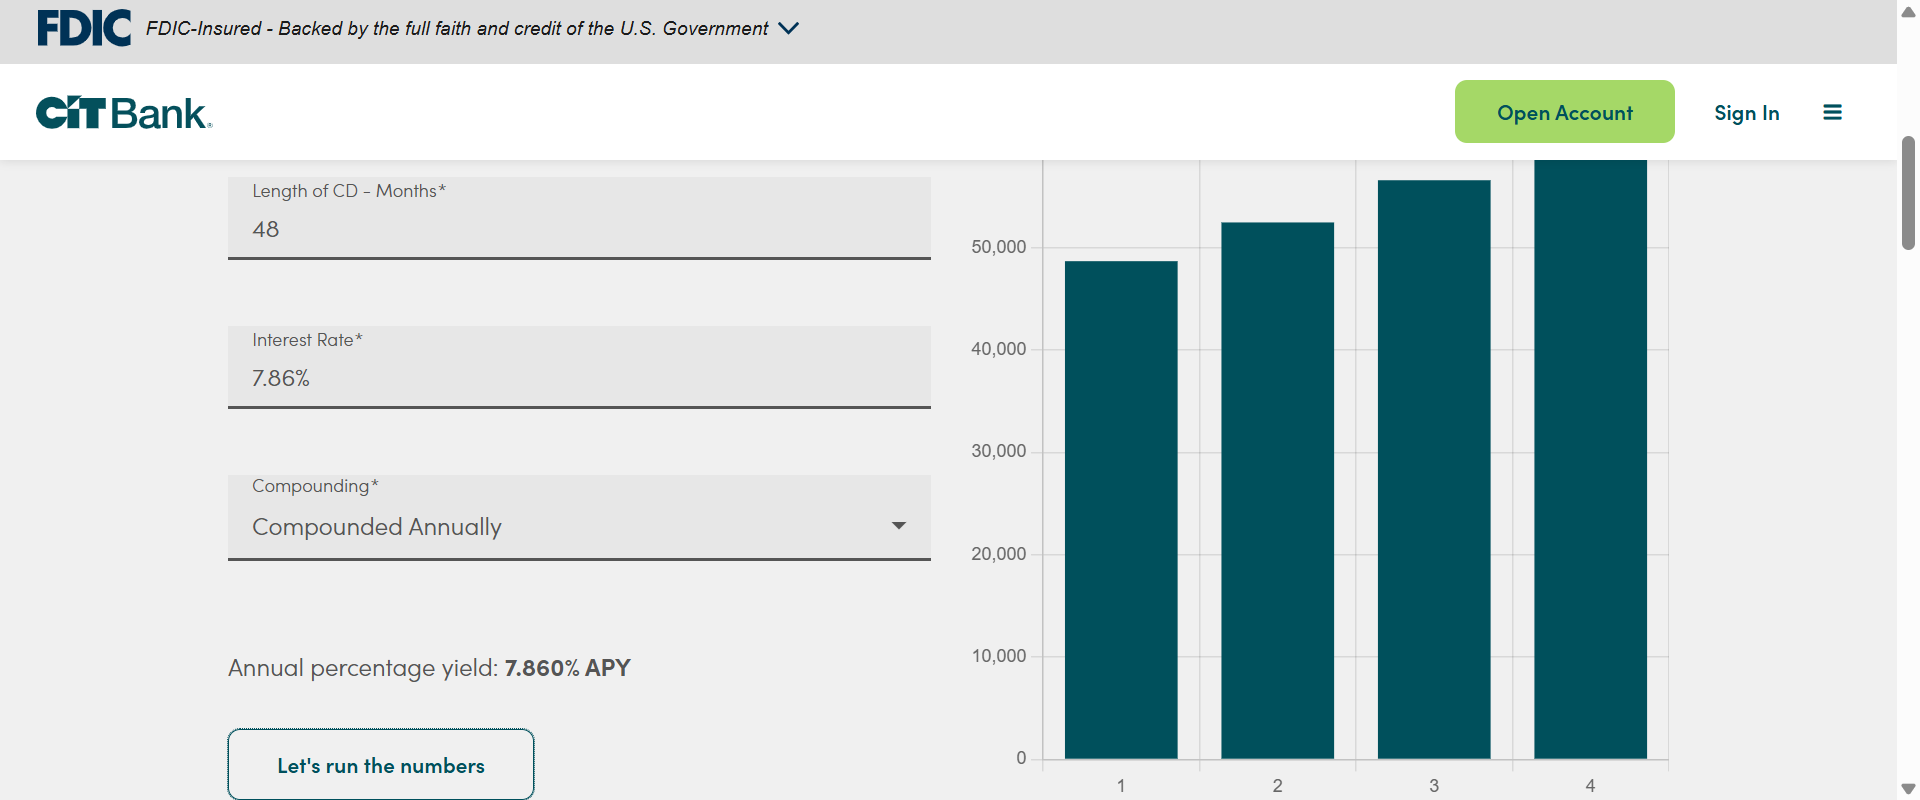 FDIC FDIC-Insured - Backed by the full faith and credit of the U.S. Government
CIT Bank®
Open Account
Sign In
Length of CD - Months*
48
Interest Rate*
7.86%
Compounding*
Compounded Annually
Annual percentage yield: 7.860% APY
Let's run the numbers
50,000
40,000
30,000
20,000
10,000
0
1 2 3 4